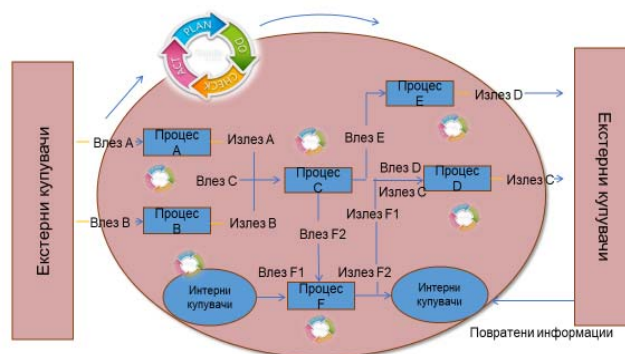 PLAN
DO
CHECK
ACT
Екстерни купувачи
Влез A
Процес
A
Излез A
Влез B
Процес
B
Излез B
Влез C
Процес
C
Влез E
Процес
E
Излез D
Влез D
Излез C
Процес
D
Излез C
Излез F1
Влез F2
Интерни
купувачи
Влез F1
Процес
F
Излез F2
Интерни
купувачи
Повратени информации
Екстерни купувачи